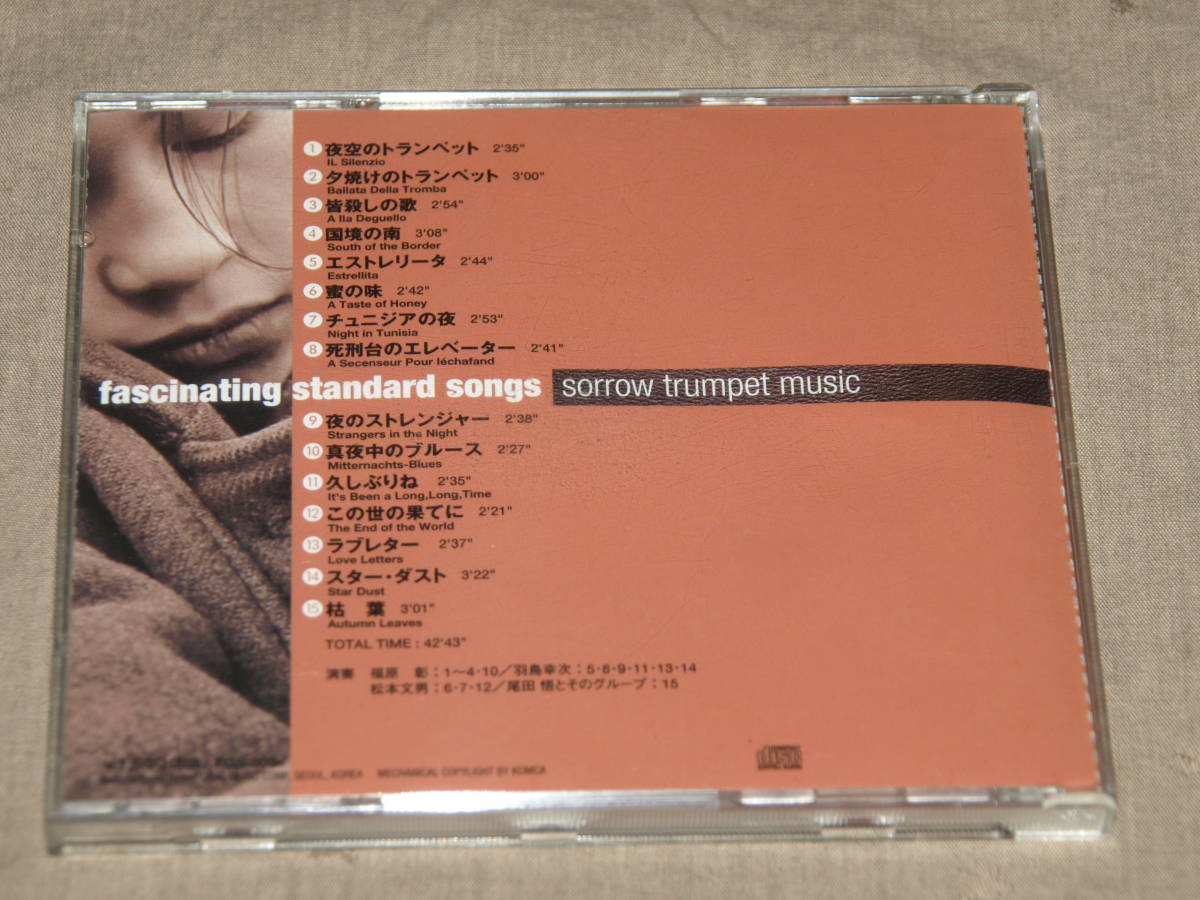 1 夜空のトランペット 2'35"
IL Silenzio
2 夕焼けのトランペット 3'00"
Ballata Della Tromba
3 皆殺しの歌 2'54"
A lla Deguello
4 国境の南 3'08"
South of the Border
5 エストレリータ 2'44"
Estrellita
6 蜜の味 2'42"
A Taste of Honey
7 チュニジアの夜 2'53"
Night in Tunisia
8 死刑台のエレベーター 2'41"
A Secenseur Pour léchafand
fascinating standard songs sorrow trumpet music
9 夜のストレンジャー 2'38"
Strangers in the Night
10 真夜中のブルース 2'27"
Mitternachts-Blues
11 久しぶりね 2'35"
It's Been a Long,Long,Time
12 この世の果てに 2'21"
The End of the World
13 ラブレター 2'37"
Love Letters
14 スター・ダスト 3'22"
Star Dust
15 枯 葉 3'01"
Autumn Leaves
TOTAL TIME : 42'43"
演奏 福原 彰：1〜4・10／羽鳥幸次：5・8・9・11・13・14
松本文男：6・7・12／尾田 悟とそのグループ：15
SEOUL, KOREA MECHANICAL COPYLIGHT BY KOMCA